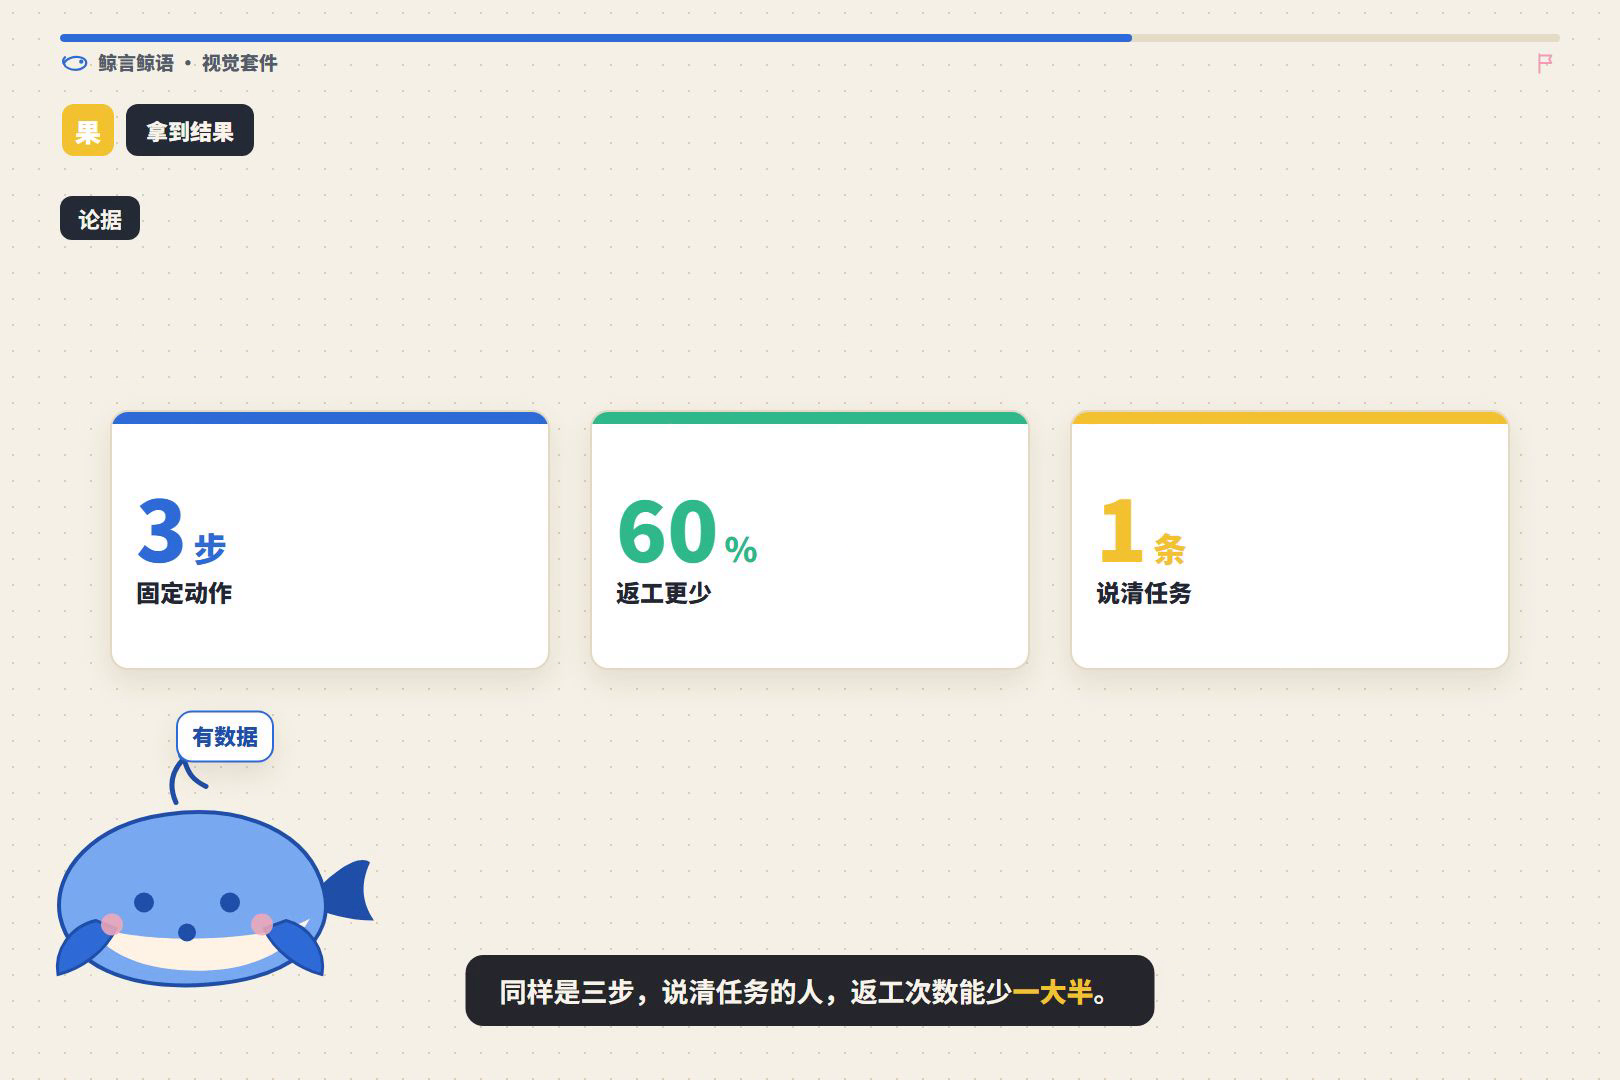 鲸言鲸语 • 视觉套件
果 拿到结果
论据
3 步
固定动作
60 %
返工更少
1 条
说清任务
有数据
同样是三步，说清任务的人，返工次数能少一大半。